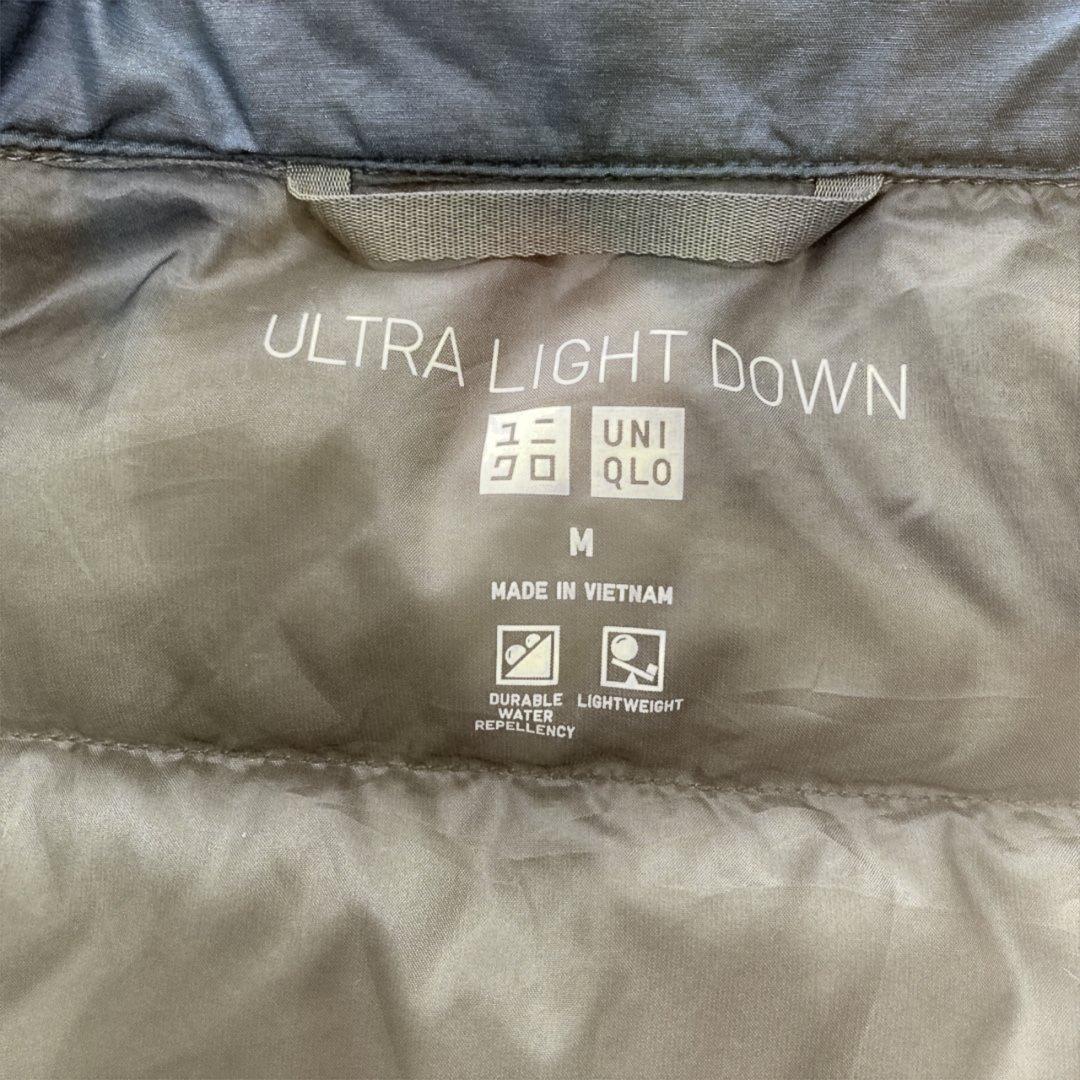 ULTRA LIGHT DOWN
ユニ
クロ
UNI
QLO
M
MADE IN VIETNAM
DURABLE
WATER
REPELLENCY
LIGHTWEIGHT